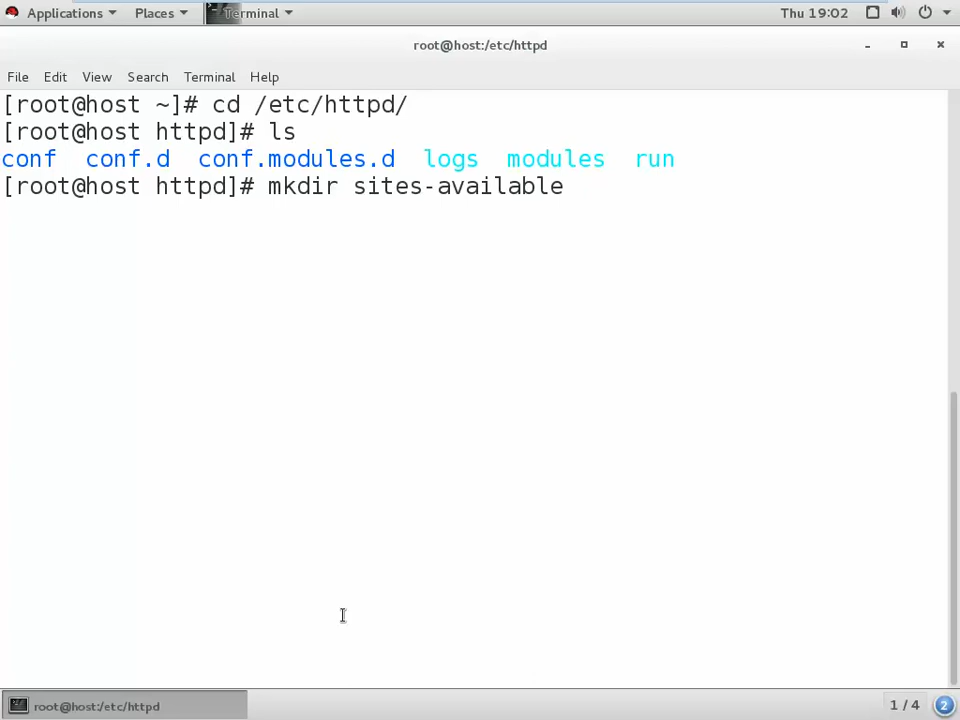 Applications Places Terminal Thu 19:02
root@host:/etc/httpd
File Edit View Search Terminal Help
[root@host ~]# cd /etc/httpd/
[root@host httpd]# ls
conf conf.d conf.modules.d logs modules run
[root@host httpd]# mkdir sites-available
root@host:/etc/httpd 1 / 4 2